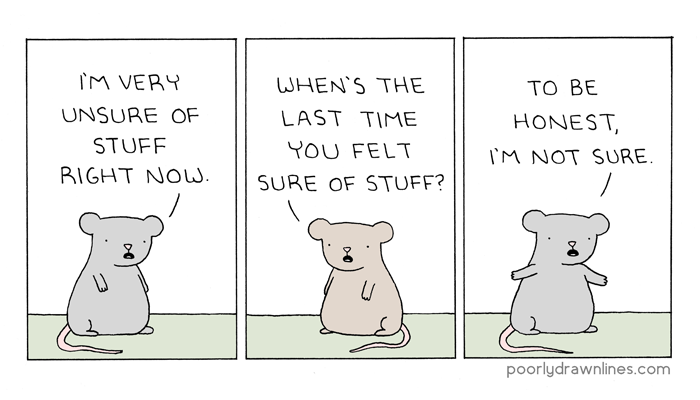 I'M VERY
UNSURE OF
STUFF
RIGHT NOW.
WHEN'S THE
LAST TIME
YOU FELT
SURE OF STUFF?
TO BE
HONEST,
I'M NOT SURE.
poorlydrawnlines.com